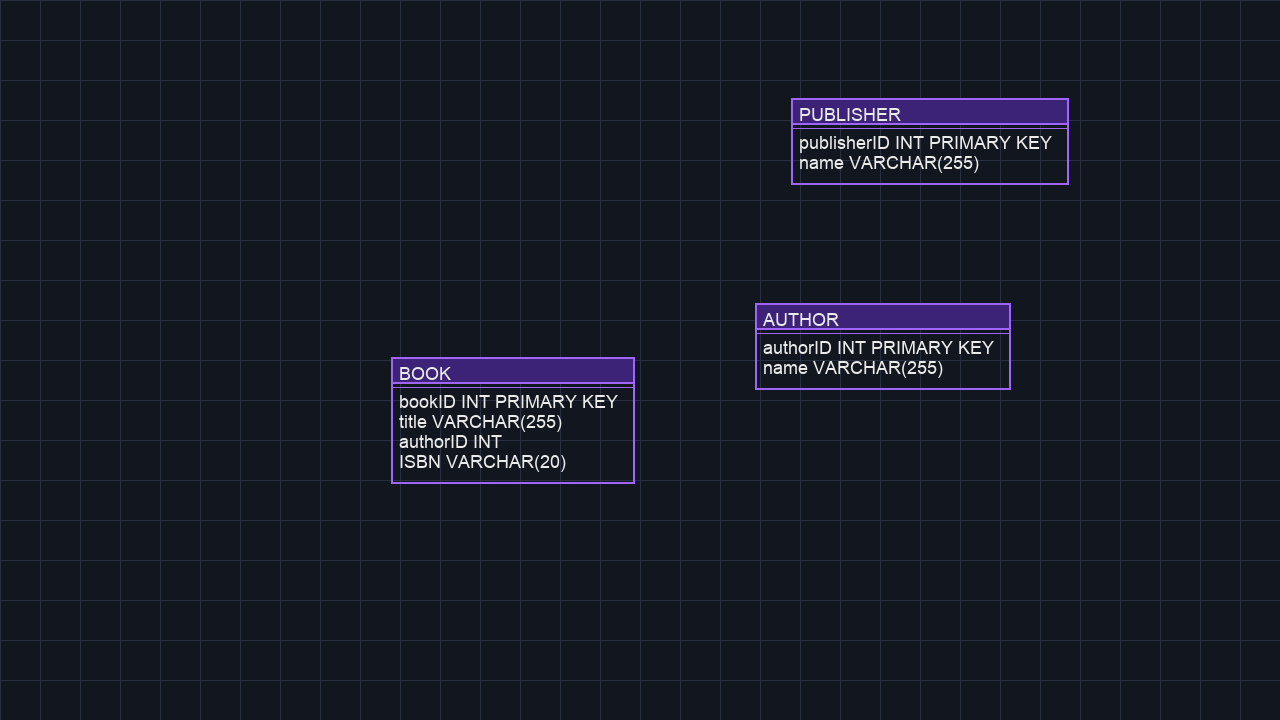 PUBLISHER
publisherID INT PRIMARY KEY
name VARCHAR(255)
AUTHOR
authorID INT PRIMARY KEY
name VARCHAR(255)
BOOK
bookID INT PRIMARY KEY
title VARCHAR(255)
authorID INT
ISBN VARCHAR(20)